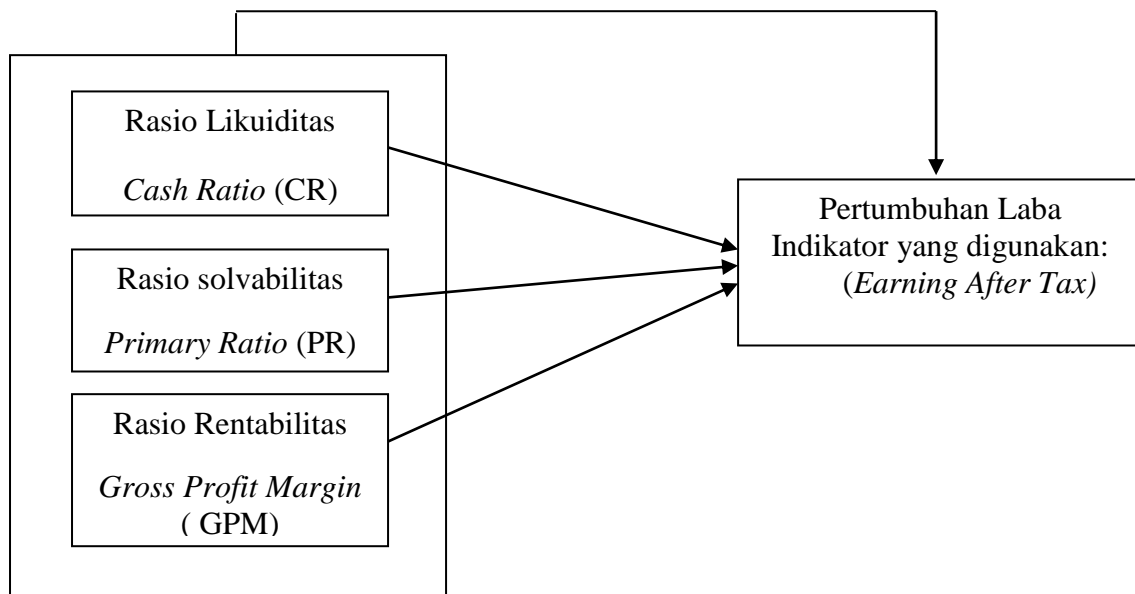 Rasio Likuiditas
Cash Ratio (CR)
Rasio solvabilitas
Primary Ratio (PR)
Rasio Rentabilitas
Gross Profit Margin
( GPM)
Pertumbuhan Laba
Indikator yang digunakan:
(Earning After Tax)